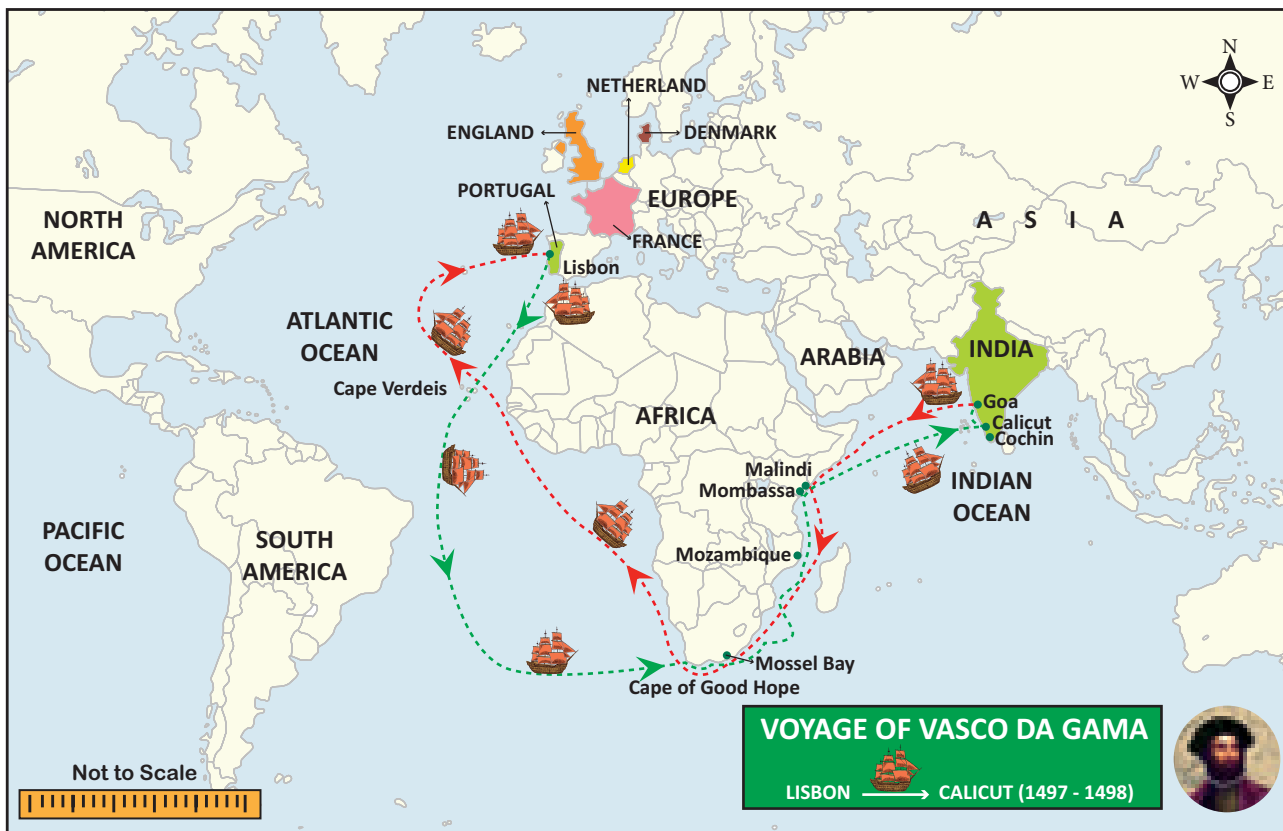 N
W E
S
NETHERLAND
ENGLAND
DENMARK
PORTUGAL
EUROPE
FRANCE
A S I A
NORTH
AMERICA
Lisbon
ATLANTIC
OCEAN
ARABIA
INDIA
Cape Verdeis
AFRICA
Goa
Calicut
Cochin
Malindi
Mombassa
INDIAN
OCEAN
PACIFIC
OCEAN
SOUTH
AMERICA
Mozambique
Mossel Bay
Cape of Good Hope
VOYAGE OF VASCO DA GAMA
LISBON CALICUT (1497 - 1498)
Not to Scale